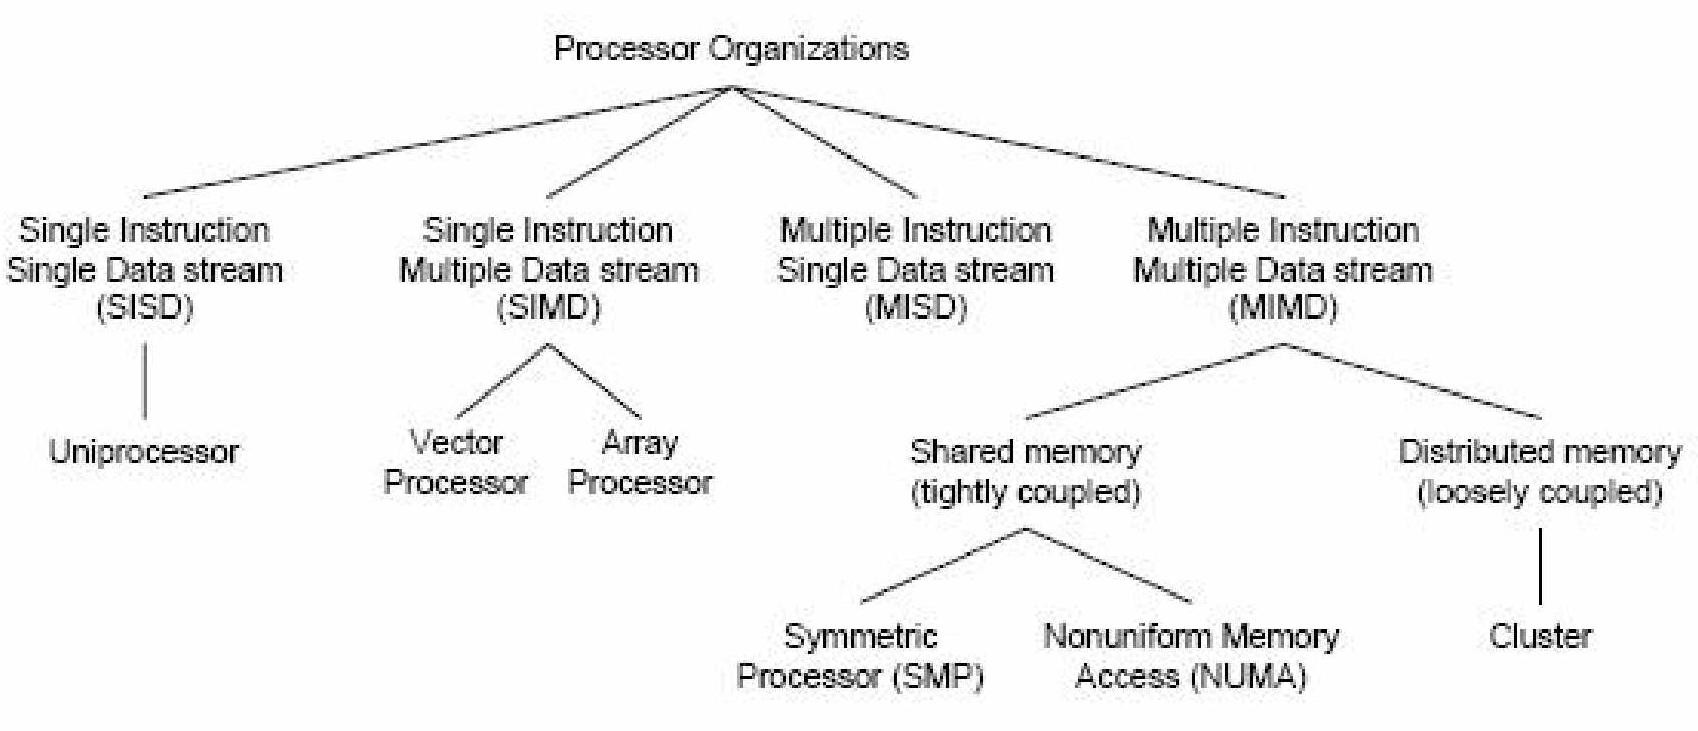 Processor Organizations
Single Instruction
Single Data stream
(SISD)
Single Instruction
Multiple Data stream
(SIMD)
Multiple Instruction
Single Data stream
(MISD)
Multiple Instruction
Multiple Data stream
(MIMD)
Uniprocessor
Vector
Processor
Array
Processor
Shared memory
(tightly coupled)
Distributed memory
(loosely coupled)
Symmetric
Processor (SMP)
Nonuniform Memory
Access (NUMA)
Cluster